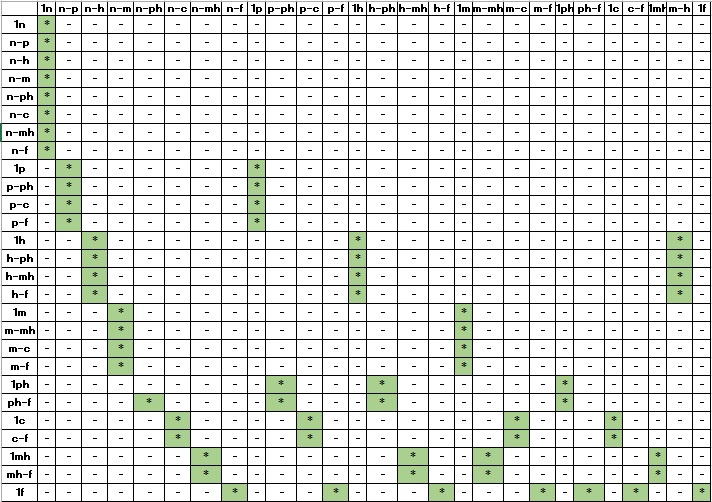 1n n-p n-h n-m n-ph n-c n-mh n-f 1p p-ph p-c p-f 1h h-ph h-mh h-f 1m m-mh m-c m-f 1ph ph-f 1c c-f 1mh m-h 1f
1n * - - - - - - - - - - - - - - - - - - - - - - - - - -
n-p * - - - - - - - - - - - - - - - - - - - - - - - - - -
n-h * - - - - - - - - - - - - - - - - - - - - - - - - - -
n-m * - - - - - - - - - - - - - - - - - - - - - - - - - -
n-ph * - - - - - - - - - - - - - - - - - - - - - - - - - -
n-c * - - - - - - - - - - - - - - - - - - - - - - - - - -
n-mh * - - - - - - - - - - - - - - - - - - - - - - - - - -
n-f * - - - - - - - - - - - - - - - - - - - - - - - - - -
1p - * - - - - - - * - - - - - - - - - - - - - - - - - -
p-ph - * - - - - - - * - - - - - - - - - - - - - - - - - -
p-c - * - - - - - - * - - - - - - - - - - - - - - - - - -
p-f - * - - - - - - * - - - - - - - - - - - - - - - - - -
1h - - * - - - - - - - - - * - - - - - - - - - - - - * -
h-ph - - * - - - - - - - - - * - - - - - - - - - - - - * -
h-mh - - * - - - - - - - - - * - - - - - - - - - - - - * -
h-f - - * - - - - - - - - - * - - - - - - - - - - - - * -
1m - - - * - - - - - - - - - - - - * - - - - - - - - - -
m-mh - - - * - - - - - - - - - - - - * - - - - - - - - - -
m-c - - - * - - - - - - - - - - - - * - - - - - - - - - -
m-f - - - * - - - - - - - - - - - - * - - - - - - - - - -
1ph - - - - - - - - - * - - - * - - - - - - * - - - - - -
ph-f - - - - * - - - - * - - - * - - - - - - * - - - - - -
1c - - - - - * - - - - * - - - - - - - * - - - * - - - -
c-f - - - - - * - - - - * - - - - - - - * - - - * - - - -
1mh - - - - - - * - - - - - - - * - - * - - - - - - * - -
mh-f - - - - - - * - - - - - - - * - - * - - - - - - * - -
1f - - - - - - - * - - - * - - - * - - - * - * - * - - *